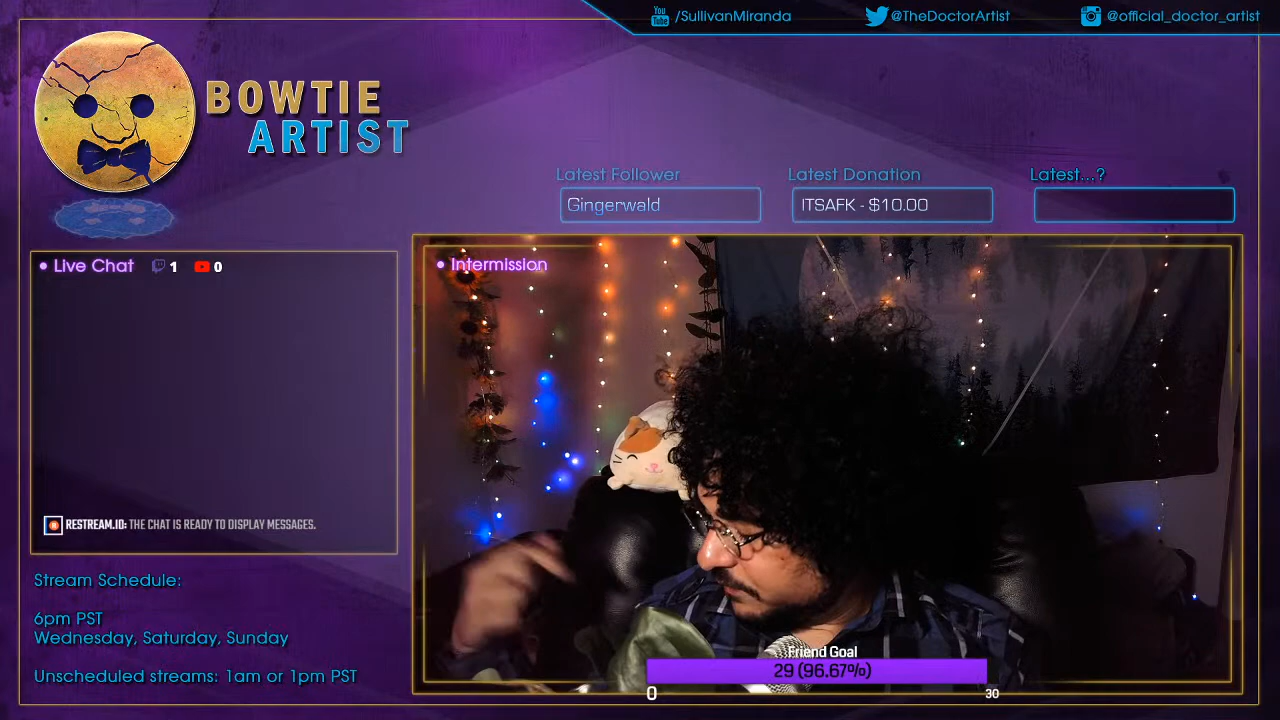 You
Tube
/SullivanMiranda
@TheDoctorArtist
@official_doctor_artist
BOWTIE
ARTIST
Latest Follower
Latest Donation
Latest...?
Gingerwald
ITSAFK - $10.00
• Live Chat
1
0
• Intermission
RESTREAM.IO: THE CHAT IS READY TO DISPLAY MESSAGES.
Stream Schedule:
6pm PST
Wednesday, Saturday, Sunday
Unscheduled streams: 1am or 1pm PST
Friend Goal
29 (96.67%)
0
30